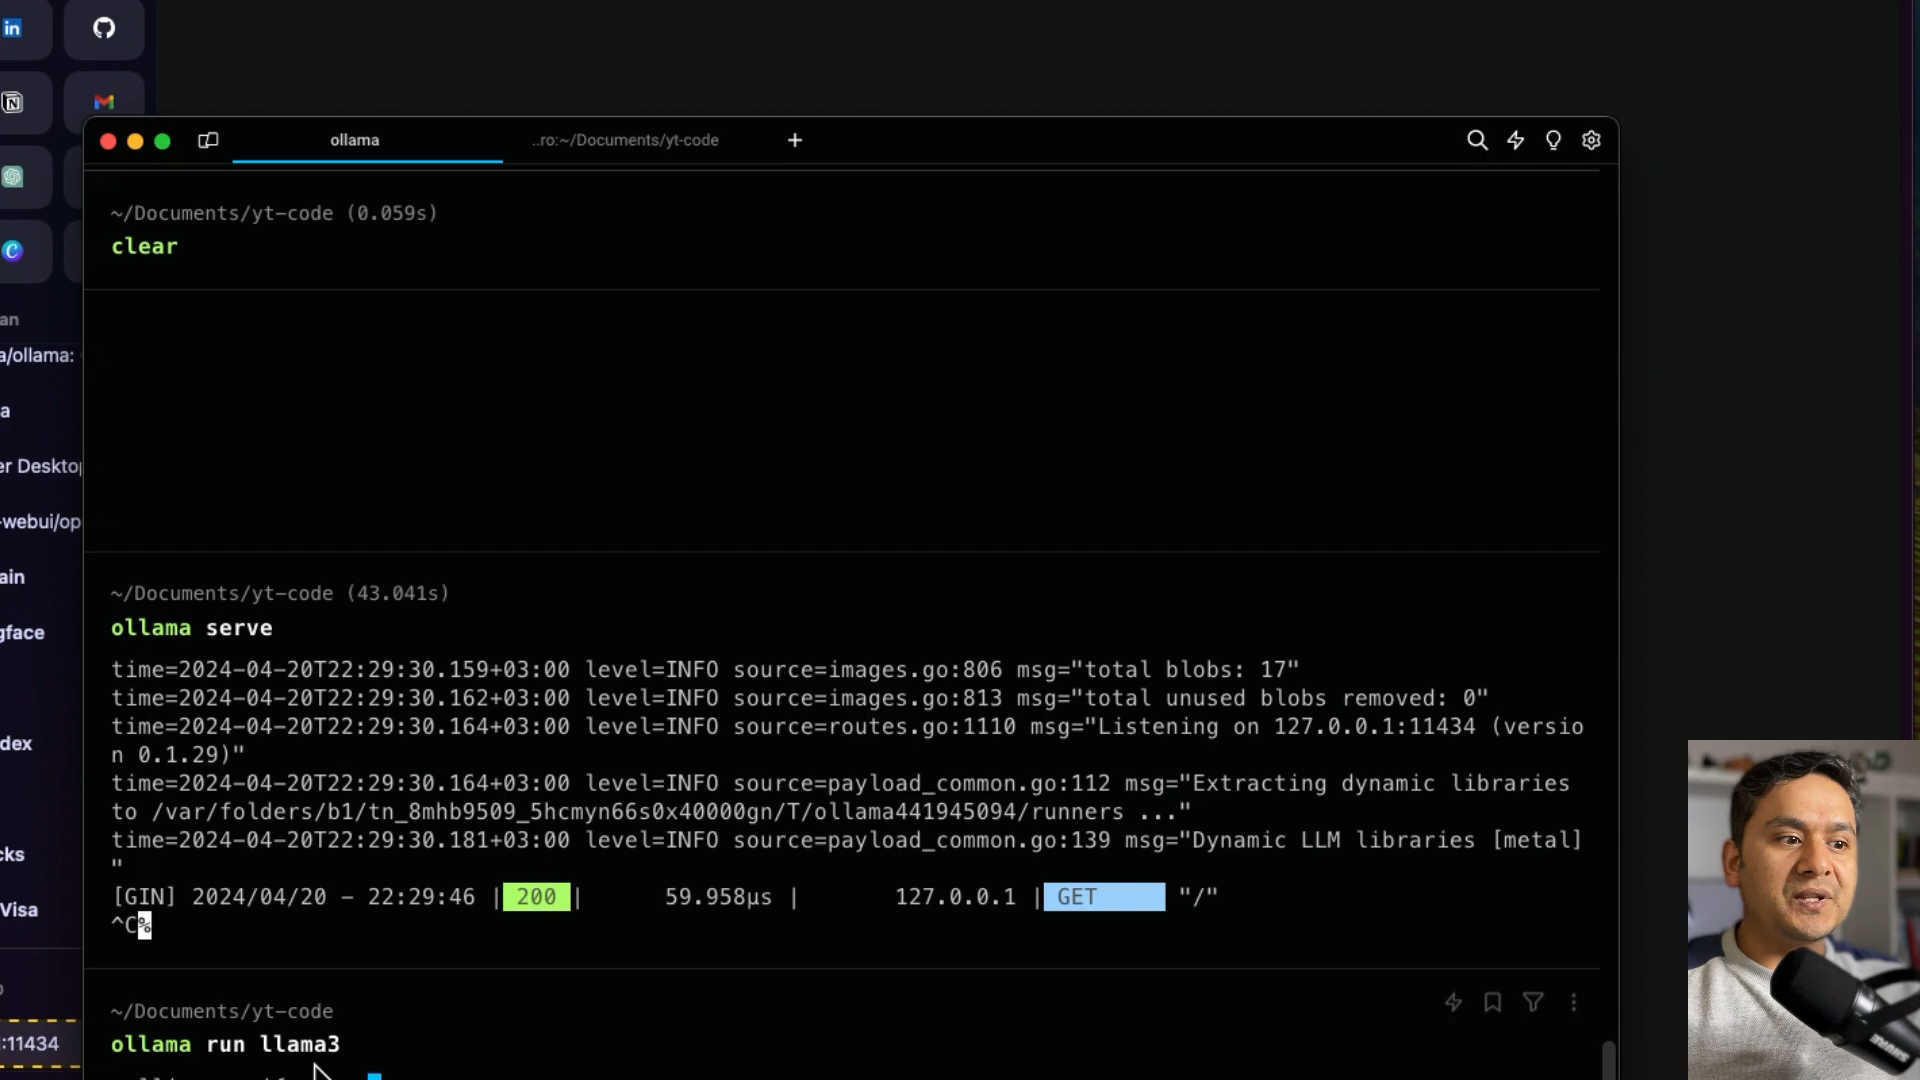 in
ollama
..ro:~/Documents/yt-code
+
~/Documents/yt-code (0.059s)
clear
an
a/ollama:
a
er Desktop
-webui/op
ain
gface
dex
cks
Visa
:11434
~/Documents/yt-code (43.041s)
ollama serve
time=2024-04-20T22:29:30.159+03:00 level=INFO source=images.go:806 msg="total blobs: 17"
time=2024-04-20T22:29:30.162+03:00 level=INFO source=images.go:813 msg="total unused blobs removed: 0"
time=2024-04-20T22:29:30.164+03:00 level=INFO source=routes.go:1110 msg="Listening on 127.0.0.1:11434 (versio
n 0.1.29)"
time=2024-04-20T22:29:30.164+03:00 level=INFO source=payload_common.go:112 msg="Extracting dynamic libraries
to /var/folders/b1/tn_8mhb9509_5hcmyn66s0x40000gn/T/ollama441945094/runners ..."
time=2024-04-20T22:29:30.181+03:00 level=INFO source=payload_common.go:139 msg="Dynamic LLM libraries [metal]
"
[GIN] 2024/04/20 - 22:29:46 | 200 | 59.958µs | 127.0.0.1 | GET "/"
^C%
~/Documents/yt-code
ollama run llama3
SHURE